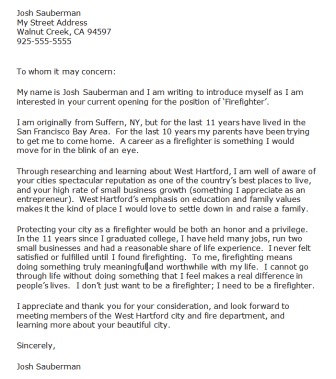 Josh Sauberman
My Street Address
Walnut Creek, CA 94597
925-555-5555
To whom it may concern:
My name is Josh Sauberman and I am writing to introduce myself as I am
interested in your current opening for the position of 'Firefighter'.
I am originally from Suffern, NY, but for the last 11 years have lived in the
San Francisco Bay Area. For the last 10 years my parents have been trying
to get me to come home. A career as a firefighter is something I would
move for in the blink of an eye.
Through researching and learning about West Hartford, I am well of aware of
your cities spectacular reputation as one of the country's best places to live,
and your high rate of small business growth (something I appreciate as an
entrepreneur). West Hartford's emphasis on education and family values
makes it the kind of place I would love to settle down in and raise a family.
Protecting your city as a firefighter would be both an honor and a privilege.
In the 11 years since I graduated college, I have held many jobs, run two
small businesses and had a reasonable share of life experience. I never felt
satisfied or fulfilled until I found firefighting. To me, firefighting means
doing something truly meaningful and worthwhile with my life. I cannot go
through life without doing something that I feel makes a real difference in
people's lives. I don't just want to be a firefighter; I need to be a firefighter.
I appreciate and thank you for your consideration, and look forward to
meeting members of the West Hartford city and fire department, and
learning more about your beautiful city.
Sincerely,
Josh Sauberman